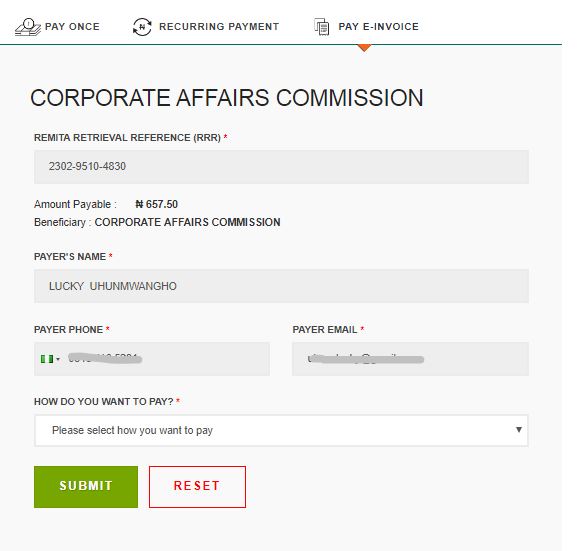 PAY ONCE RECURRING PAYMENT PAY E-INVOICE
CORPORATE AFFAIRS COMMISSION
REMITA RETRIEVAL REFERENCE (RRR) *
2302-9510-4830
Amount Payable : ₦ 657.50
Beneficiary : CORPORATE AFFAIRS COMMISSION
PAYER'S NAME *
LUCKY UHUNMWANGHO
PAYER PHONE * PAYER EMAIL *
HOW DO YOU WANT TO PAY? *
Please select how you want to pay
SUBMIT RESET